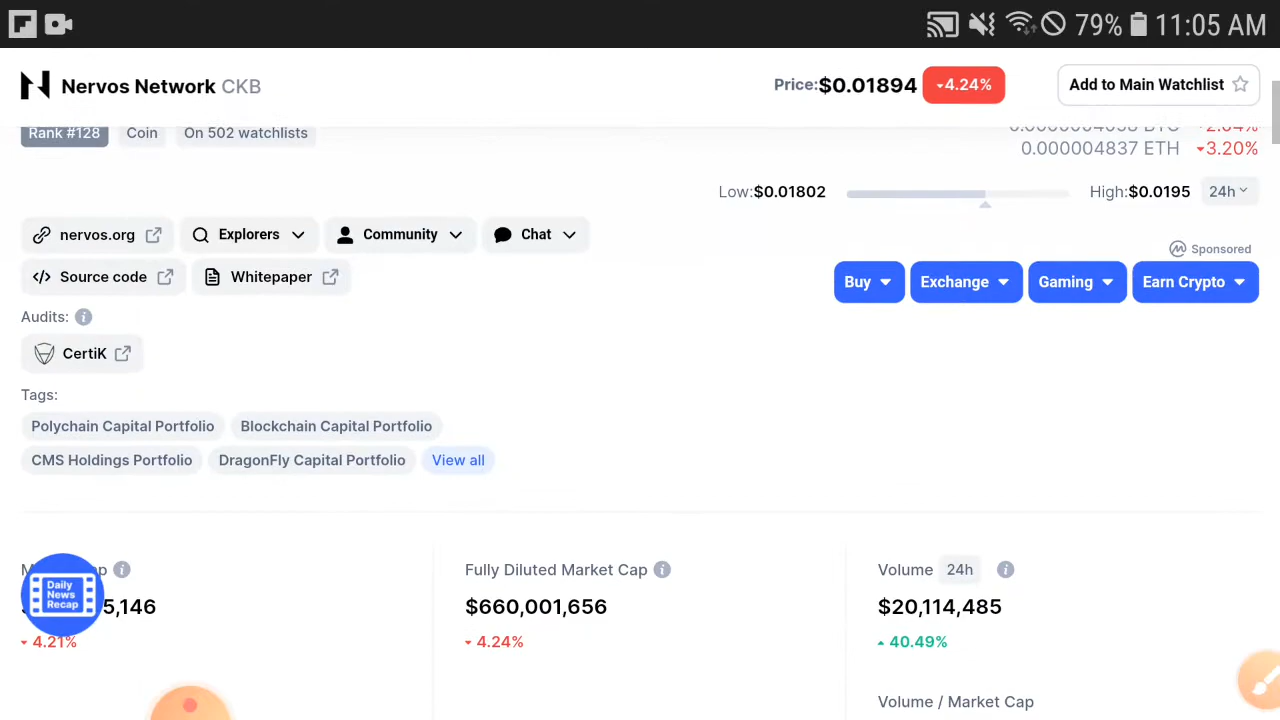 79% 11:05 AM
Nervos Network CKB
Price:$0.01894 4.24%
Add to Main Watchlist
Rank #128 Coin On 502 watchlists
0.000004837 ETH 3.20%
Low:$0.01802 High:$0.0195 24h
nervos.org Explorers Community Chat
Sponsored
Source code Whitepaper
Buy Exchange Gaming Earn Crypto
Audits:
CertiK
Tags:
Polychain Capital Portfolio Blockchain Capital Portfolio
CMS Holdings Portfolio DragonFly Capital Portfolio View all
Daily
News
Recap
Fully Diluted Market Cap
Volume 24h
5,146
$660,001,656
$20,114,485
4.21%
4.24%
40.49%
Volume / Market Cap